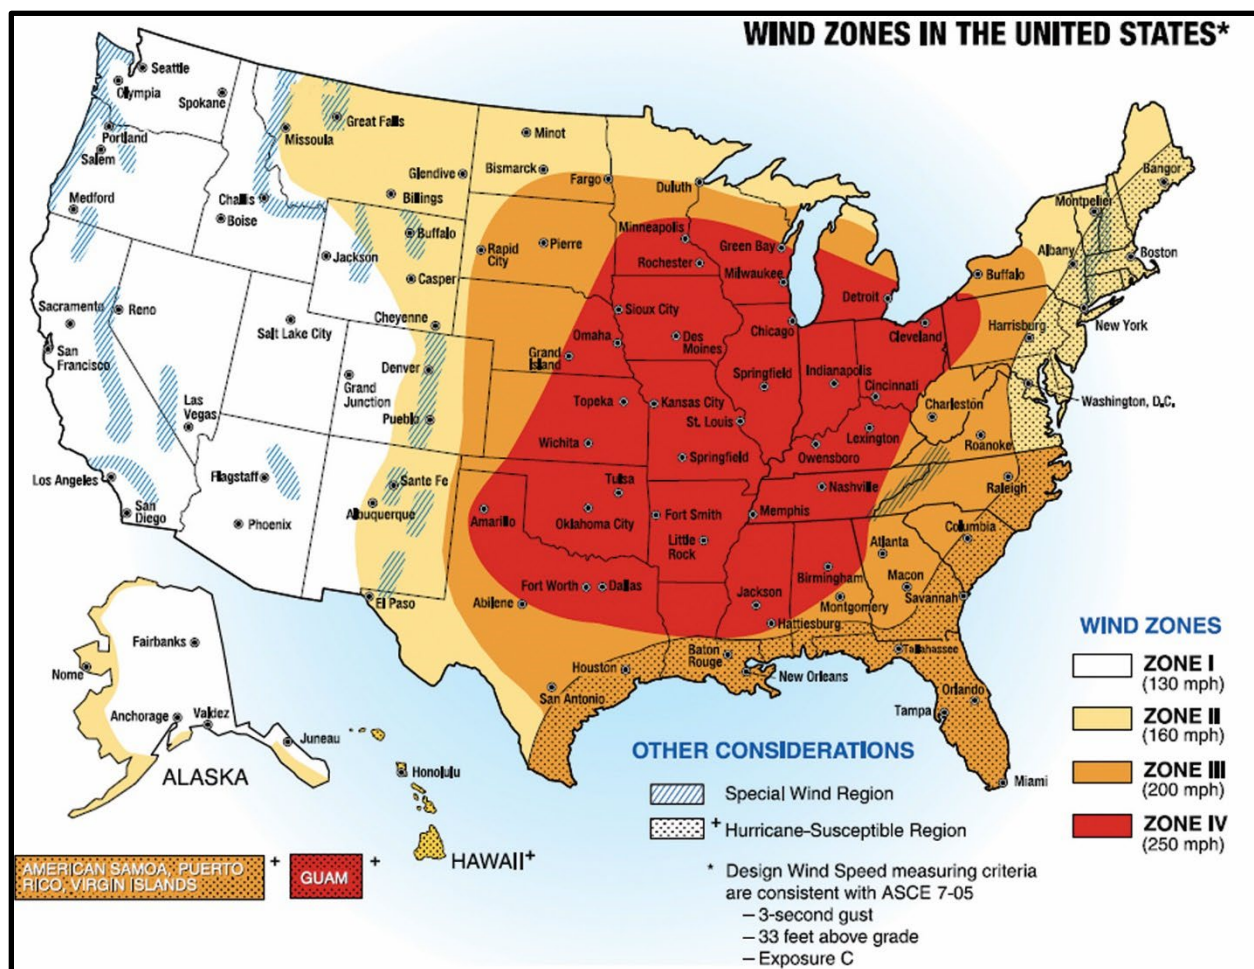 WIND ZONES IN THE UNITED STATES*
Seattle
Olympia
Spokane
Portland
Salem
Medford
Missoula
Great Falls
Glendive
Billings
Challis
Boise
Minot
Bismarck
Fargo
Duluth
Bangor
Montpelier
Jackson
Buffalo
Casper
Rapid
City
Pierre
Minneapolis
Rochester
Green Bay
Milwaukee
Buffalo
Albany
Boston
Sacramento
Reno
San
Francisco
Salt Lake City
Cheyenne
Sioux City
Omaha
Des
Moines
Grand
Island
Chicago
Detroit
Cleveland
Harrisburg
New York
Las
Vegas
Grand
Junction
Denver
Pueblo
Topeka
Kansas City
Springfield
Indianapolis
Cincinnati
Charleston
Washington, D.C.
St. Louis
Lexington
Roanoke
Wichita
Springfield
Owensboro
Los Angeles
San
Diego
Flagstaff
Phoenix
Sante Fe
Albuquerque
Amarillo
Tulsa
Oklahoma City
Fort Smith
Little
Rock
Memphis
Nashville
Raleigh
Columbia
Atlanta
Macon
Savannah
Birmingham
Montgomery
El Paso
Abilene
Fort Worth
Dallas
Jackson
Hattiesburg
Houston
San Antonio
Baton
Rouge
New Orleans
Tallahassee
Orlando
Tampa
Miami
Fairbanks
Nome
Anchorage
Valdez
Juneau
ALASKA
Honolulu
HAWAII+
AMERICAN SAMOA, PUERTO
RICO, VIRGIN ISLANDS
+
GUAM
+
WIND ZONES
ZONE I
(130 mph)
ZONE II
(160 mph)
ZONE III
(200 mph)
ZONE IV
(250 mph)
OTHER CONSIDERATIONS
Special Wind Region
+ Hurricane-Susceptible Region
* Design Wind Speed measuring criteria
are consistent with ASCE 7-05
– 3-second gust
– 33 feet above grade
– Exposure C